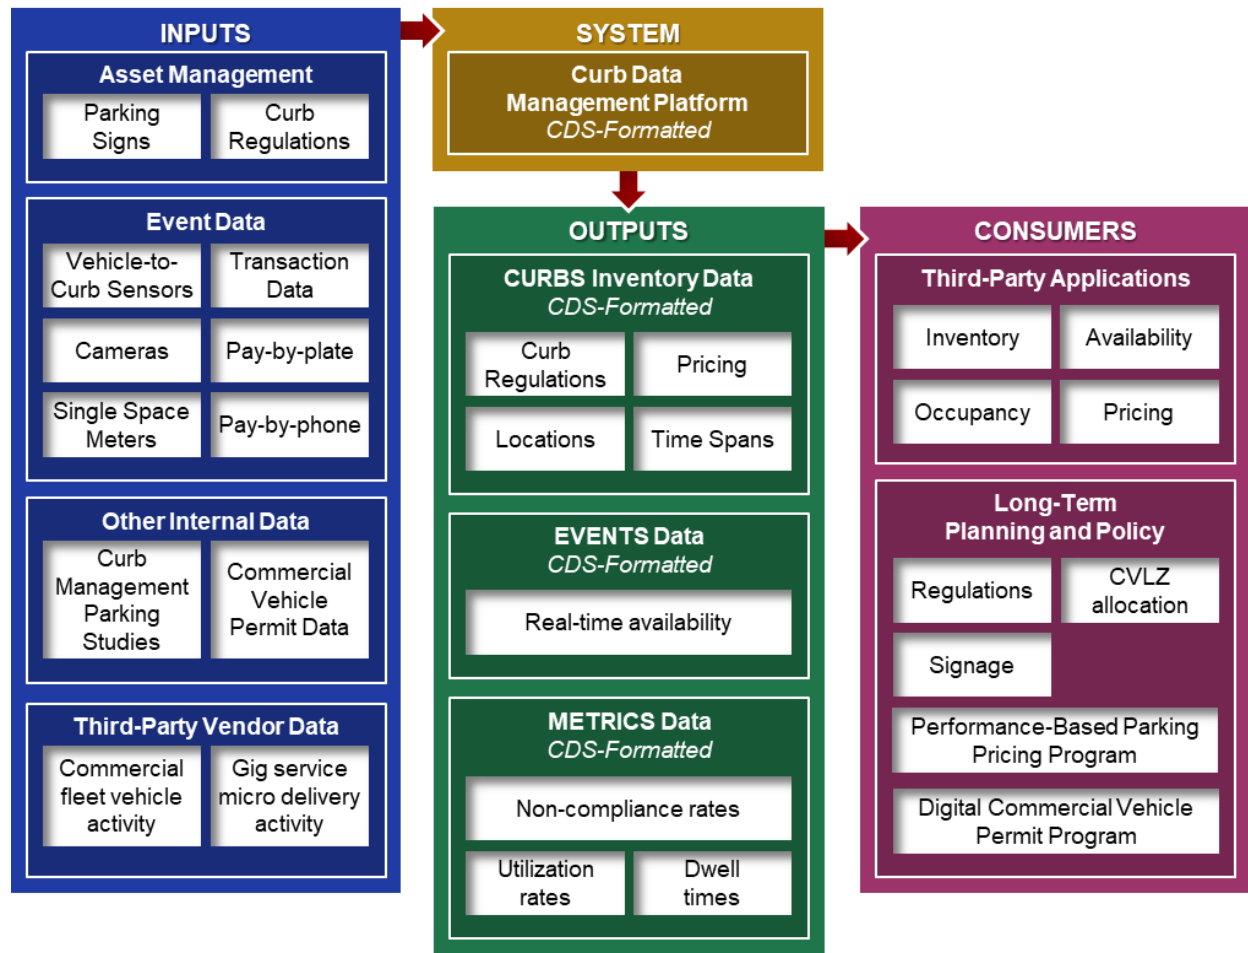 INPUTS
Asset Management
Parking
Signs
Curb
Regulations
Event Data
Vehicle-to-
Curb Sensors
Transaction
Data
Cameras
Pay-by-plate
Single Space
Meters
Pay-by-phone
Other Internal Data
Curb
Management
Parking
Studies
Commercial
Vehicle
Permit Data
Third-Party Vendor Data
Commercial
fleet vehicle
activity
Gig service
micro delivery
activity
SYSTEM
Curb Data
Management Platform
CDS-Formatted
OUTPUTS
CURBS Inventory Data
CDS-Formatted
Curb
Regulations
Pricing
Locations
Time Spans
EVENTS Data
CDS-Formatted
Real-time availability
METRICS Data
CDS-Formatted
Non-compliance rates
Utilization
rates
Dwell
times
CONSUMERS
Third-Party Applications
Inventory
Availability
Occupancy
Pricing
Long-Term
Planning and Policy
Regulations
CVLZ
allocation
Signage
Performance-Based Parking
Pricing Program
Digital Commercial Vehicle
Permit Program